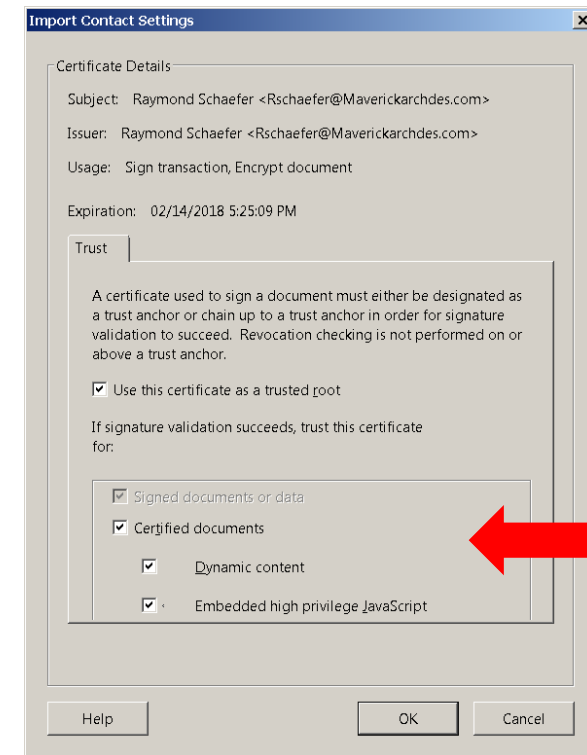 Import Contact Settings
Certificate Details
Subject: Raymond Schaefer <Rschaefer@Maverickarchdes.com>
Issuer: Raymond Schaefer <Rschaefer@Maverickarchdes.com>
Usage: Sign transaction, Encrypt document
Expiration: 02/14/2018 5:25:09 PM
Trust
A certificate used to sign a document must either be designated as
a trust anchor or chain up to a trust anchor in order for signature
validation to succeed. Revocation checking is not performed on or
above a trust anchor.
Use this certificate as a trusted root
If signature validation succeeds, trust this certificate
for:
Signed documents or data
Certified documents
Dynamic content
Embedded high privilege JavaScript
Help OK Cancel